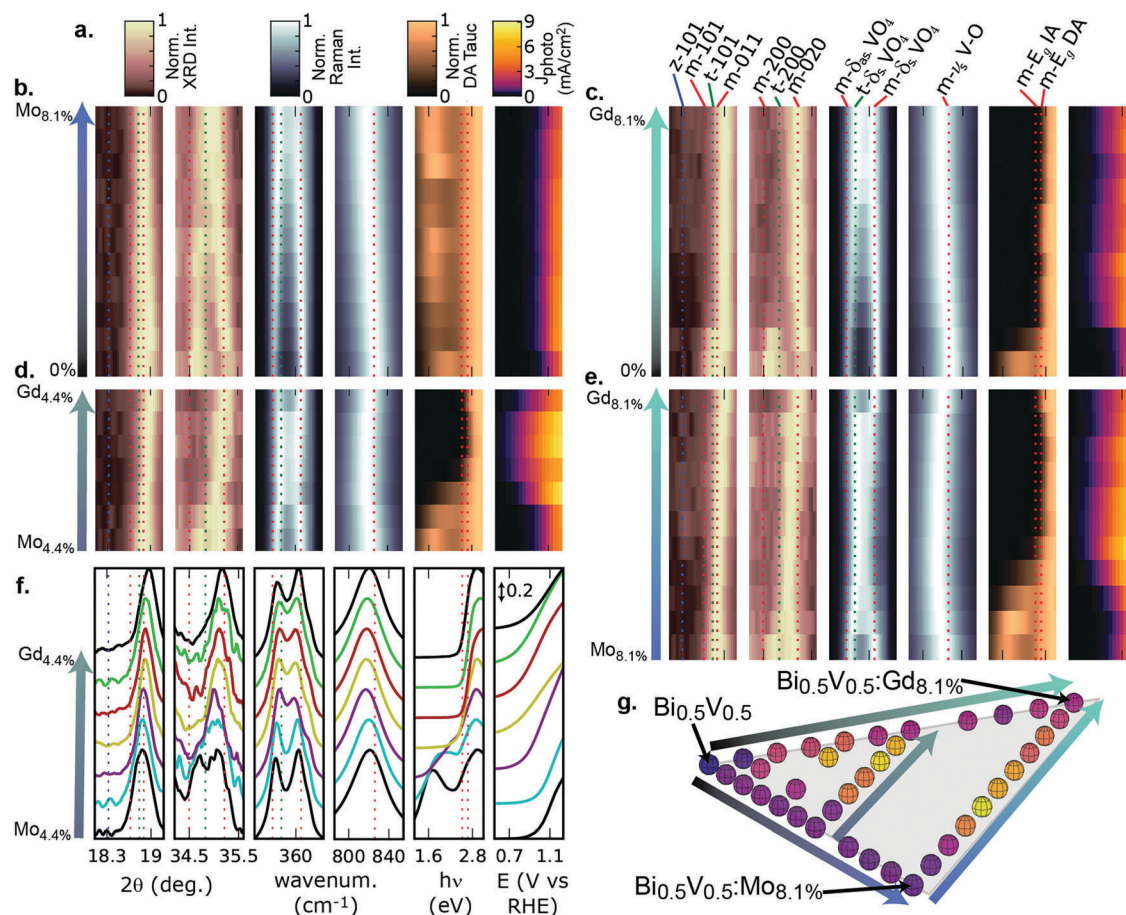 a.
1
0
Norm.
XRD Int.
1
0
Norm.
Raman
Int.
1
0
Norm.
DA Tauc
9
6
3
0
Jphoto
(mA/cm²)
z-101
m-101
t-101
m-011
m-200
t-200
m-020
m-δas VO4
t-δs VO4
m-δs VO4
m-νs V-O
m-Eg IA
m-Eg DA
b.
Mo8.1%
0%
c.
Gd8.1%
0%
d.
Gd4.4%
Mo4.4%
e.
Gd8.1%
Mo8.1%
f.
0.2
Gd4.4%
Mo4.4%
18.3 19
34.5 35.5
360
800 840
1.6 2.8
0.7 1.1
2θ (deg.)
wavenum.
(cm⁻¹)
hν
(eV)
E (V vs
RHE)
g.
Bi0.5V0.5:Gd8.1%
Bi0.5V0.5
Bi0.5V0.5:Mo8.1%